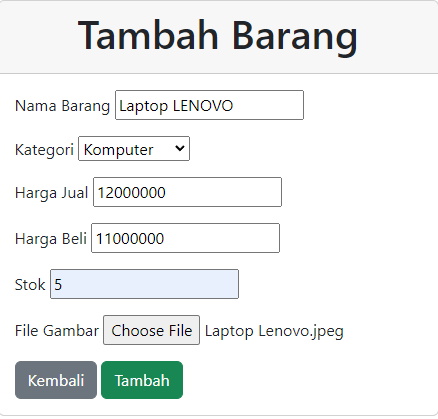 Tambah Barang
Nama Barang Laptop LENOVO
Kategori Komputer
Harga Jual 12000000
Harga Beli 11000000
Stok 5
File Gambar Choose File Laptop Lenovo.jpeg
Kembali Tambah